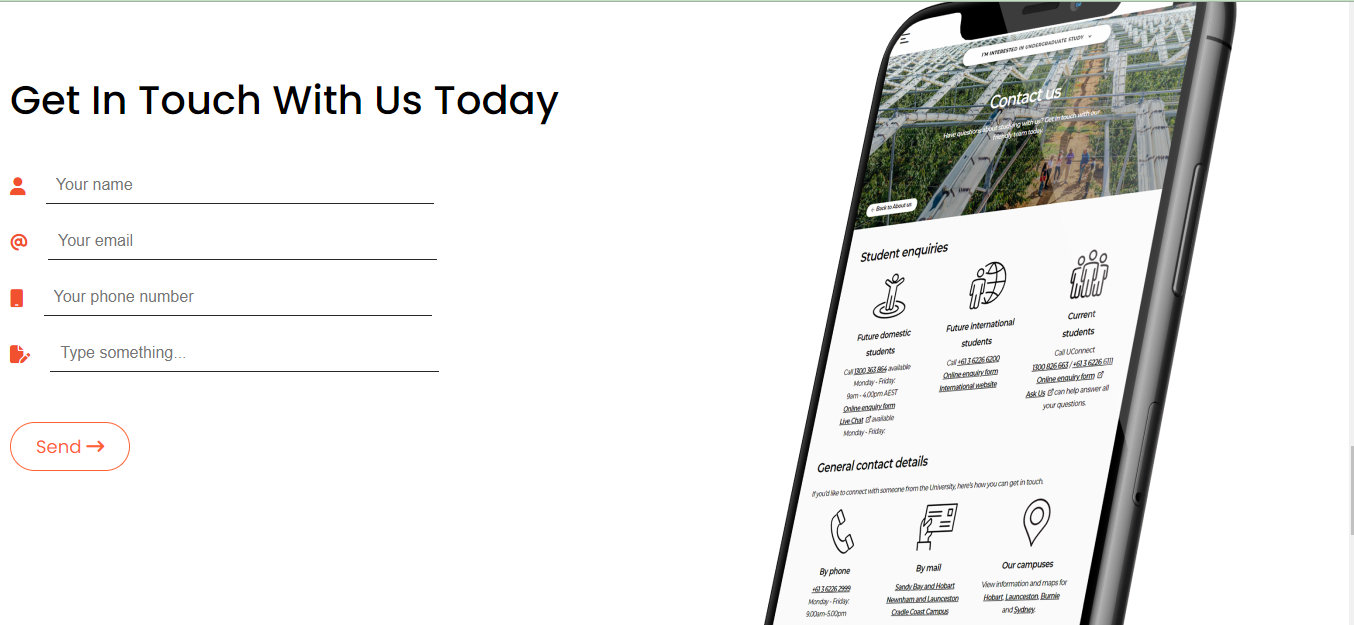 Get In Touch With Us Today
Your name
Your email
Your phone number
Type something...
Send
I'M INTERESTED IN UNDERGRADUATE STUDY
Contact us
Have questions about studying with us? Get in touch with our
friendly team today.
Back to About us
Student enquiries
Future domestic
students
Call 1300 363 864 available
Monday - Friday:
9am - 4.00pm AEST
Online enquiry form
Live Chat available
Monday - Friday:
Future International
students
Call +61 3 6226 6200
Online enquiry form
International website
Current
students
Call UConnect
1300 826 663 / +61 3 6226 6111
Online enquiry form
Ask Us can help answer all
your questions.
General contact details
If you'd like to connect with someone from the University, here's how you can get in touch.
By phone
+61 3 6226 2999
Monday - Friday:
9:00am-5:00pm
By mail
Sandy Bay and Hobart
Newnham and Launceston
Cradle Coast Campus
Our campuses
View information and maps for
Hobart, Launceston, Burnie
and Sydney.